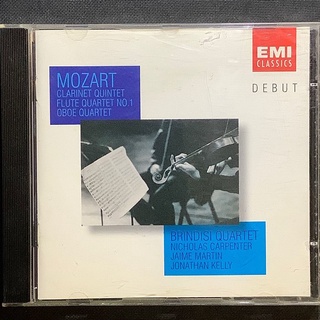 MOZART
CLARINET QUINTET
FLUTE QUARTET NO.1
OBOE QUARTET
EMI
CLASSICS
DEBUT
BRINDISI QUARTET
NICHOLAS CARPENTER
JAIME MARTIN
JONATHAN KELLY